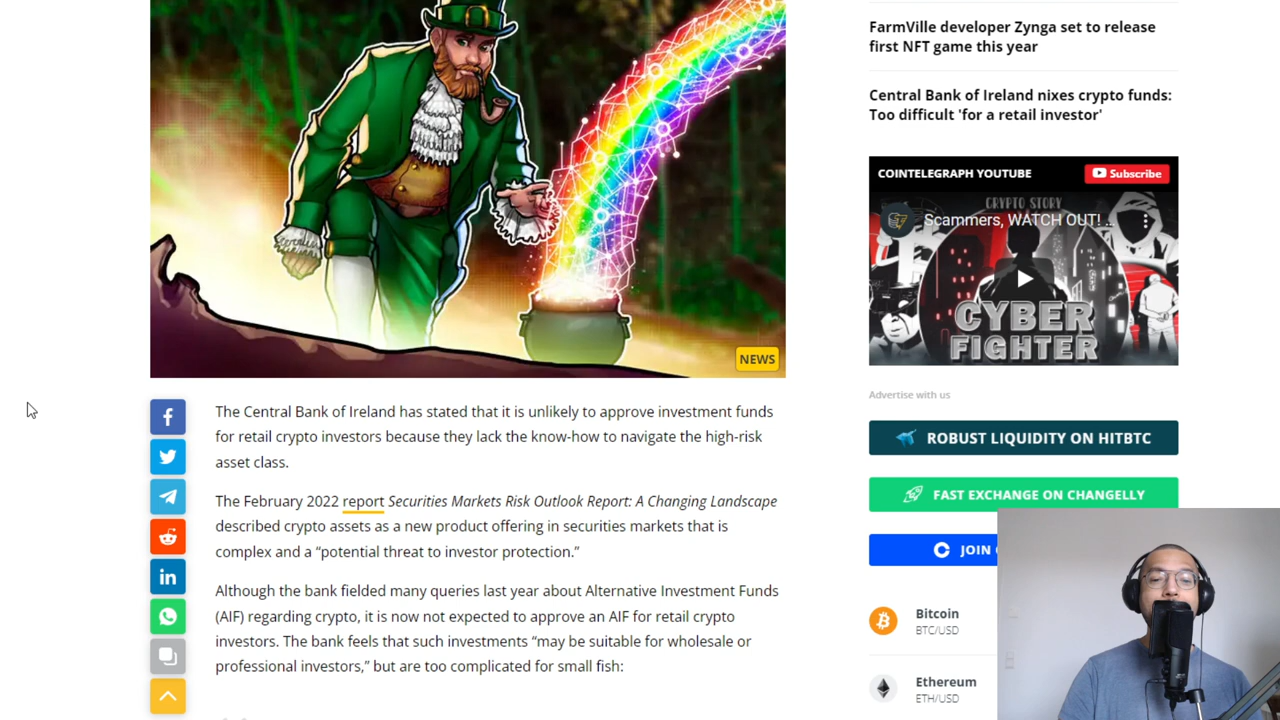 NEWS
The Central Bank of Ireland has stated that it is unlikely to approve investment funds
for retail crypto investors because they lack the know-how to navigate the high-risk
asset class.
The February 2022 report Securities Markets Risk Outlook Report: A Changing Landscape
described crypto assets as a new product offering in securities markets that is
complex and a “potential threat to investor protection.”
Although the bank fielded many queries last year about Alternative Investment Funds
(AIF) regarding crypto, it is now not expected to approve an AIF for retail crypto
investors. The bank feels that such investments “may be suitable for wholesale or
professional investors,” but are too complicated for small fish:
FarmVille developer Zynga set to release
first NFT game this year
Central Bank of Ireland nixes crypto funds:
Too difficult 'for a retail investor'
COINTELEGRAPH YOUTUBE
Subscribe
CRYPTO STORY
Scammers, WATCH OUT! ...
CYBER
FIGHTER
Advertise with us
ROBUST LIQUIDITY ON HITBTC
FAST EXCHANGE ON CHANGELLY
JOIN
Bitcoin
BTC/USD
Ethereum
ETH/USD